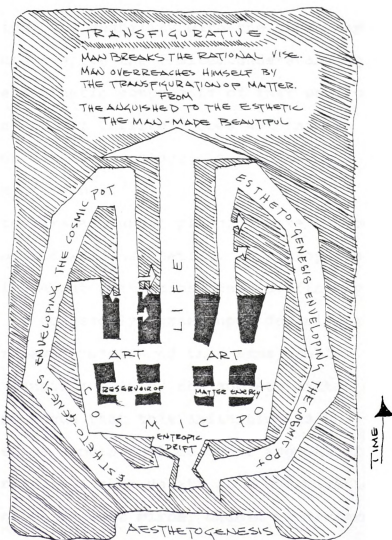 TRANSFIGURATIVE
MAN BREAKS THE RATIONAL VISE.
MAN OVERREACHES HIMSELF BY
THE TRANSFIGURATION OF MATTER.
FROM
THE ANGUISHED TO THE ESTHETIC
THE MAN-MADE BEAUTIFUL
ESTHETO-GENESIS ENVELOPING THE COSMIC POT
ESTHETO-GENESIS ENVELOPING THE COSMIC POT
LIFE
ART ART
RESERVOIR OF MATTER ENERGY
COSMIC POT
ENTROPIC
DRIFT
TIME
AESTHETOGENESIS